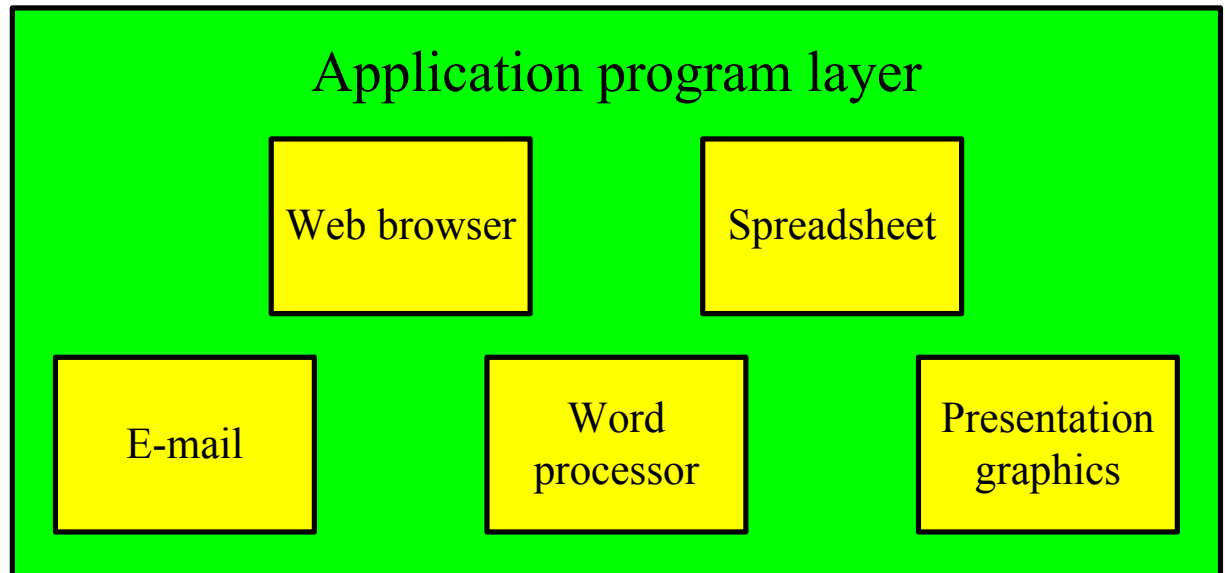 Application program layer
Web browser
Spreadsheet
E-mail
Word
processor
Presentation
graphics